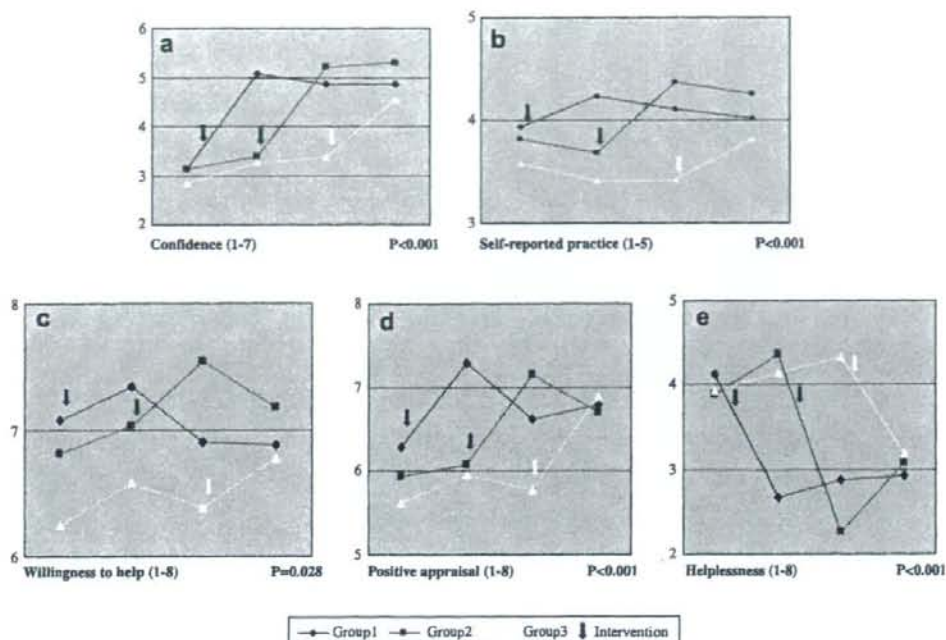 a
6
5
4
3
2
Confidence (1-7) P<0.001
b
5
4
3
Self-reported practice (1-5) P<0.001
c
8
7
6
Willingness to help (1-8) P=0.028
d
8
7
6
5
Positive appraisal (1-8) P<0.001
e
5
4
3
2
Helplessness (1-8) P<0.001
Group1 Group2 Group3 Intervention